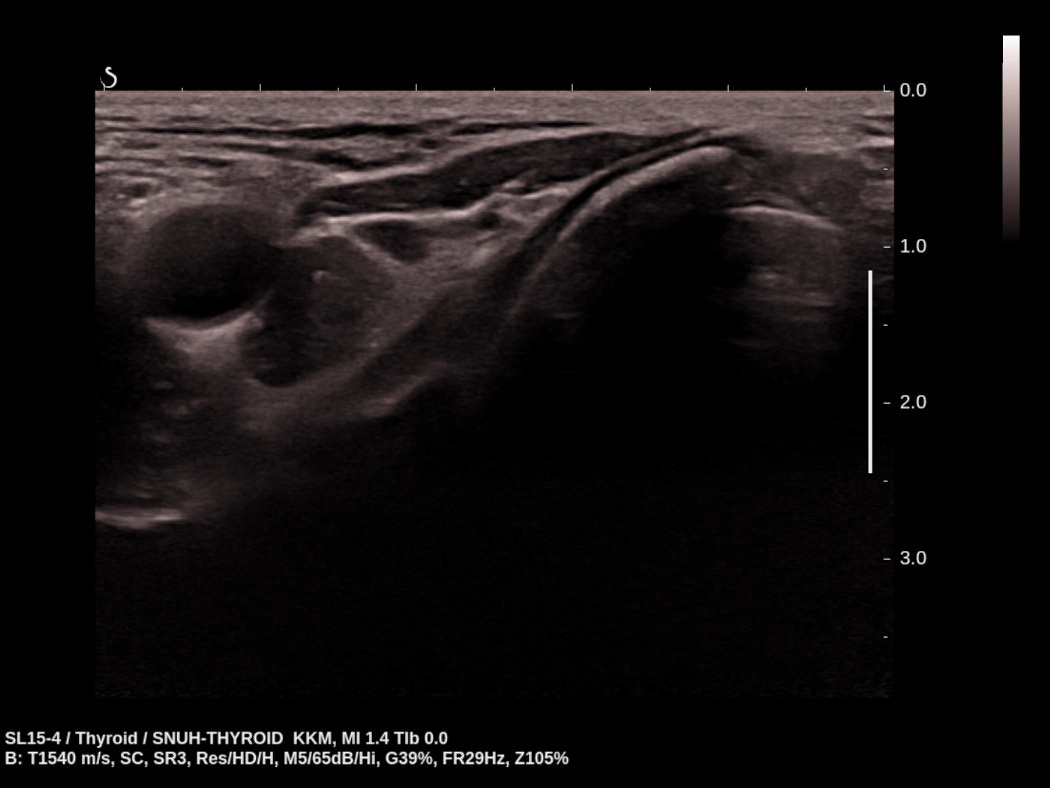 S
0.0
1.0
2.0
3.0
SL15-4 / Thyroid / SNUH-THYROID KKM, MI 1.4 TIb 0.0
B: T1540 m/s, SC, SR3, Res/HD/H, M5/65dB/Hi, G39%, FR29Hz, Z105%